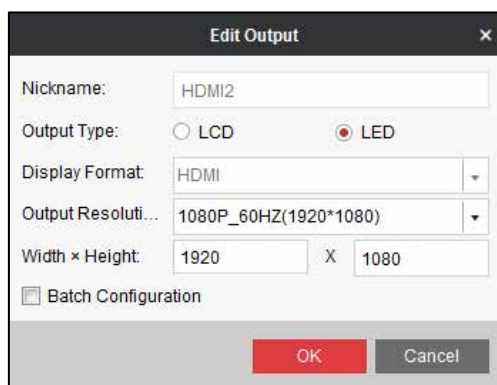 Edit Output ×
Nickname: HDMI2
Output Type: LCD LED
Display Format: HDMI
Output Resoluti... 1080P_60HZ(1920*1080)
Width × Height: 1920 X 1080
Batch Configuration
OK Cancel